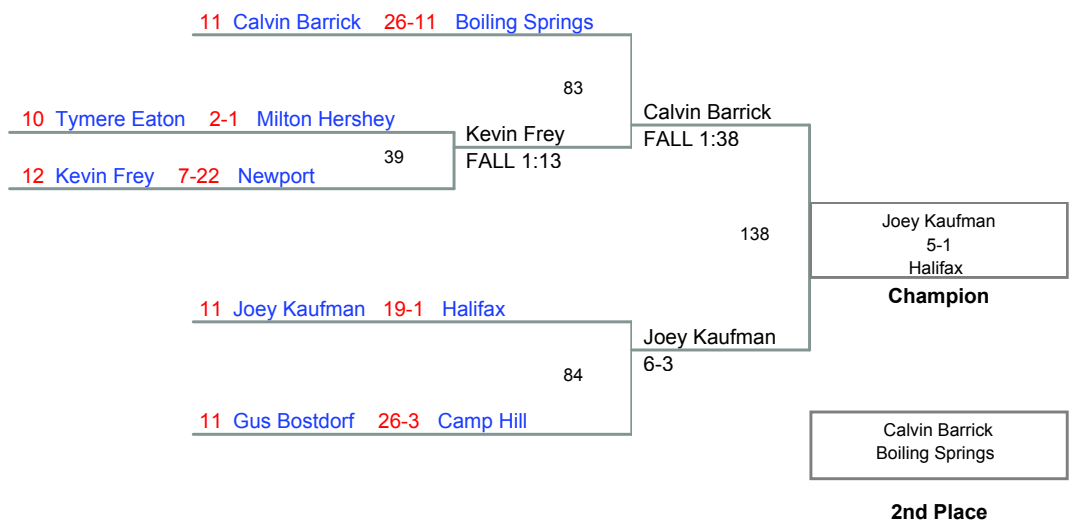 11 Calvin Barrick 26-11 Boiling Springs
83
Calvin Barrick
FALL 1:38
10 Tymere Eaton 2-1 Milton Hershey
Kevin Frey
FALL 1:13
39
12 Kevin Frey 7-22 Newport
138
Joey Kaufman
5-1
Halifax
Champion
11 Joey Kaufman 19-1 Halifax
Joey Kaufman
6-3
84
11 Gus Bostdorf 26-3 Camp Hill
Calvin Barrick
Boiling Springs
2nd Place